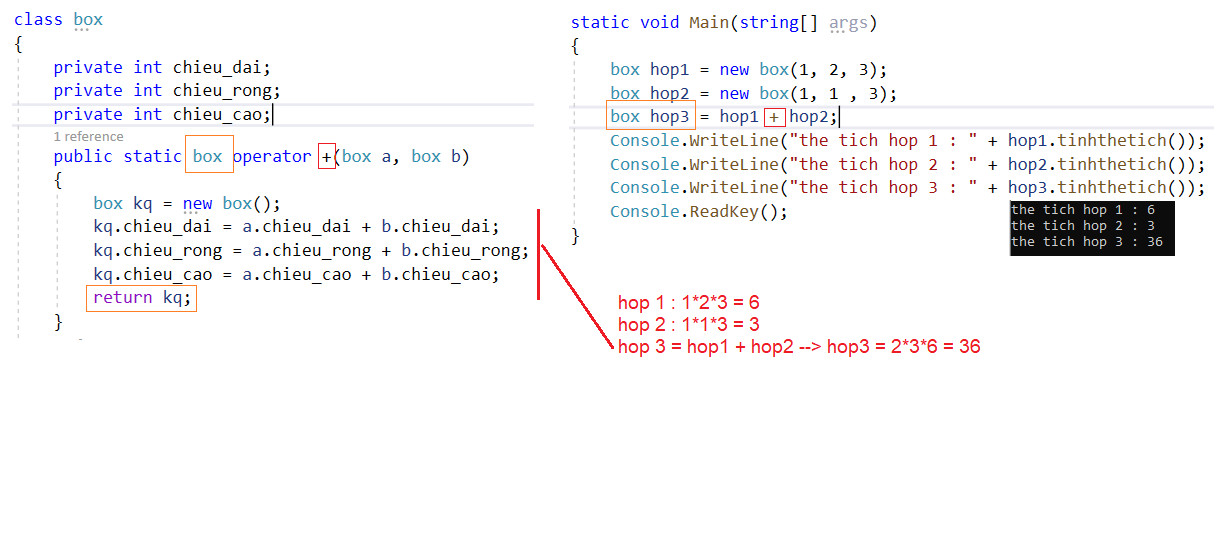 class box
{
private int chieu_dai;
private int chieu_rong;
private int chieu_cao;
1 reference
public static box operator +(box a, box b)
{
box kq = new box();
kq.chieu_dai = a.chieu_dai + b.chieu_dai;
kq.chieu_rong = a.chieu_rong + b.chieu_rong;
kq.chieu_cao = a.chieu_cao + b.chieu_cao;
return kq;
}
static void Main(string[] args)
{
box hop1 = new box(1, 2, 3);
box hop2 = new box(1, 1 , 3);
box hop3 = hop1 + hop2;
Console.WriteLine("the tich hop 1 : " + hop1.tinhthetich());
Console.WriteLine("the tich hop 2 : " + hop2.tinhthetich());
Console.WriteLine("the tich hop 3 : " + hop3.tinhthetich());
Console.ReadKey();
}
the tich hop 1 : 6
the tich hop 2 : 3
the tich hop 3 : 36
hop 1 : 1*2*3 = 6
hop 2 : 1*1*3 = 3
hop 3 = hop1 + hop2 --> hop3 = 2*3*6 = 36